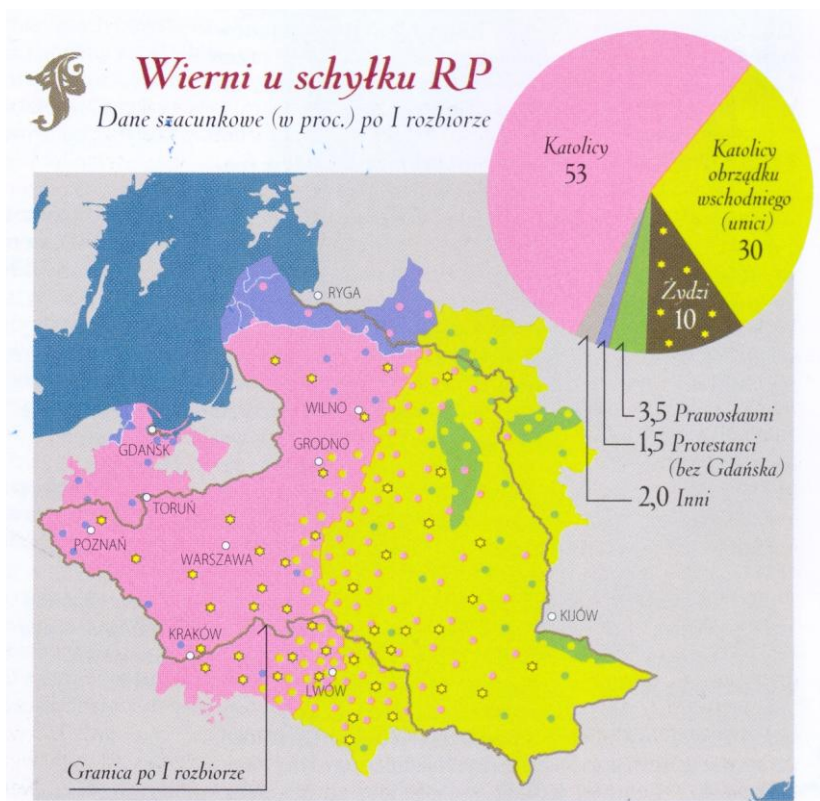 Wierni u schyłku RP
Dane szacunkowe (w proc.) po I rozbiorze
Katolicy
53
Katolicy
obrządku
wschodniego
(unici)
30
Żydzi
10
3,5 Prawosławni
1,5 Protestanci
(bez Gdańska)
2,0 Inni
RYGA
WILNO
GDAŃSK
GRODNO
TORUŃ
POZNAŃ
WARSZAWA
KIJÓW
KRAKÓW
LWÓW
Granica po I rozbiorze